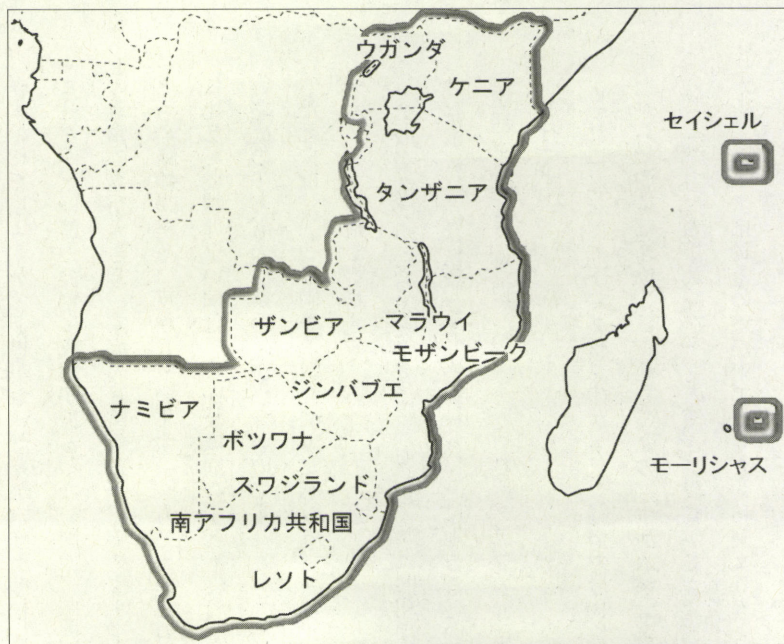 ウガンダ
ケニア
セイシェル
タンザニア
ザンビア
マラウイ
モザンビーク
ジンバブエ
ナミビア
ボツワナ
モーリシャス
スワジランド
南アフリカ共和国
レソト